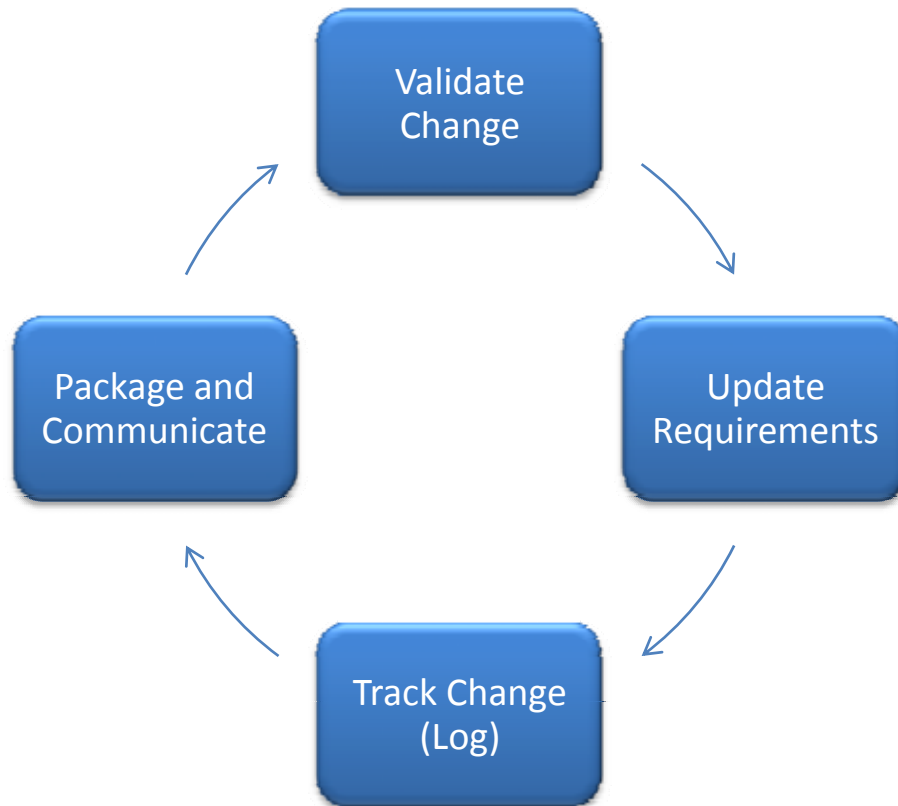 Validate
Change
Package and
Communicate
Update
Requirements
Track Change
(Log)